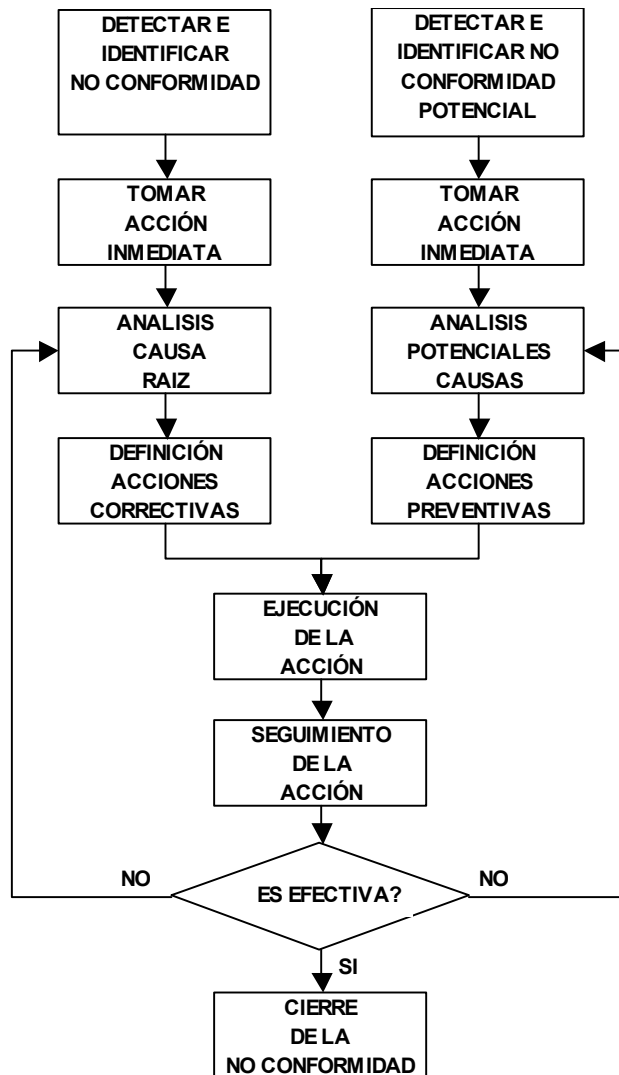 DETECTAR E
IDENTIFICAR
NO CONFORMIDAD
DETECTAR E
IDENTIFICAR NO
CONFORMIDAD
POTENCIAL
TOMAR
ACCIÓN
INMEDIATA
TOMAR
ACCIÓN
INMEDIATA
ANALISIS
CAUSA
RAIZ
ANALISIS
POTENCIALES
CAUSAS
DEFINICIÓN
ACCIONES
CORRECTIVAS
DEFINICIÓN
ACCIONES
PREVENTIVAS
EJECUCIÓN
DE LA
ACCIÓN
SEGUIMIENTO
DE LA
ACCIÓN
NO
ES EFECTIVA?
NO
SI
CIERRE
DE LA
NO CONFORMIDAD